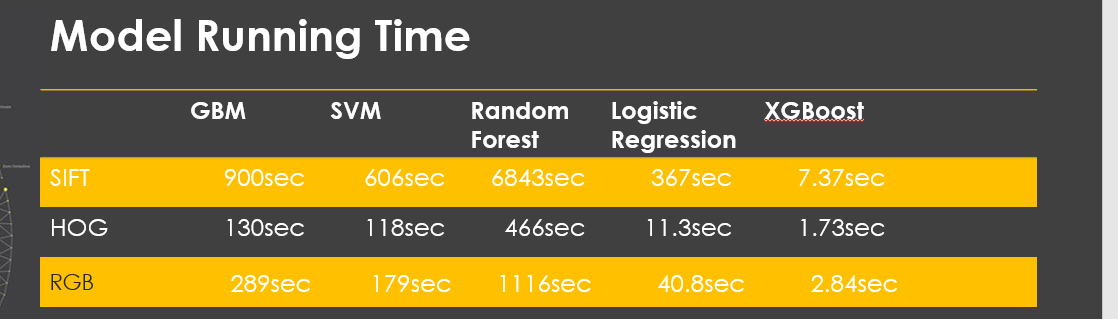 Model Running Time
GBM SVM Random Forest Logistic Regression XGBoost
SIFT 900sec 606sec 6843sec 367sec 7.37sec
HOG 130sec 118sec 466sec 11.3sec 1.73sec
RGB 289sec 179sec 1116sec 40.8sec 2.84sec